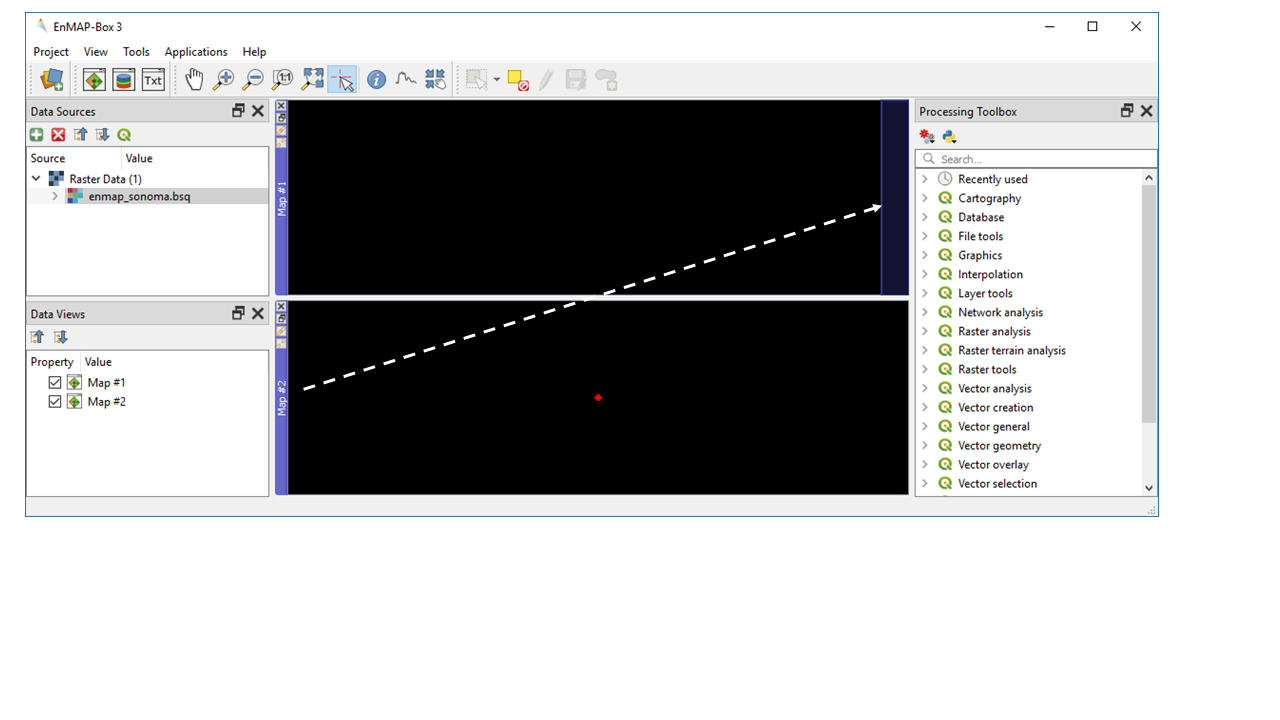 EnMAP-Box 3
Project View Tools Applications Help
Txt
1:1
Data Sources
Source Value
Raster Data (1)
enmap_sonoma.bsq
Data Views
Property Value
Map #1
Map #2
Map #1
Map #2
Processing Toolbox
Search...
Recently used
Cartography
Database
File tools
Graphics
Interpolation
Layer tools
Network analysis
Raster analysis
Raster terrain analysis
Raster tools
Vector analysis
Vector creation
Vector general
Vector geometry
Vector overlay
Vector selection